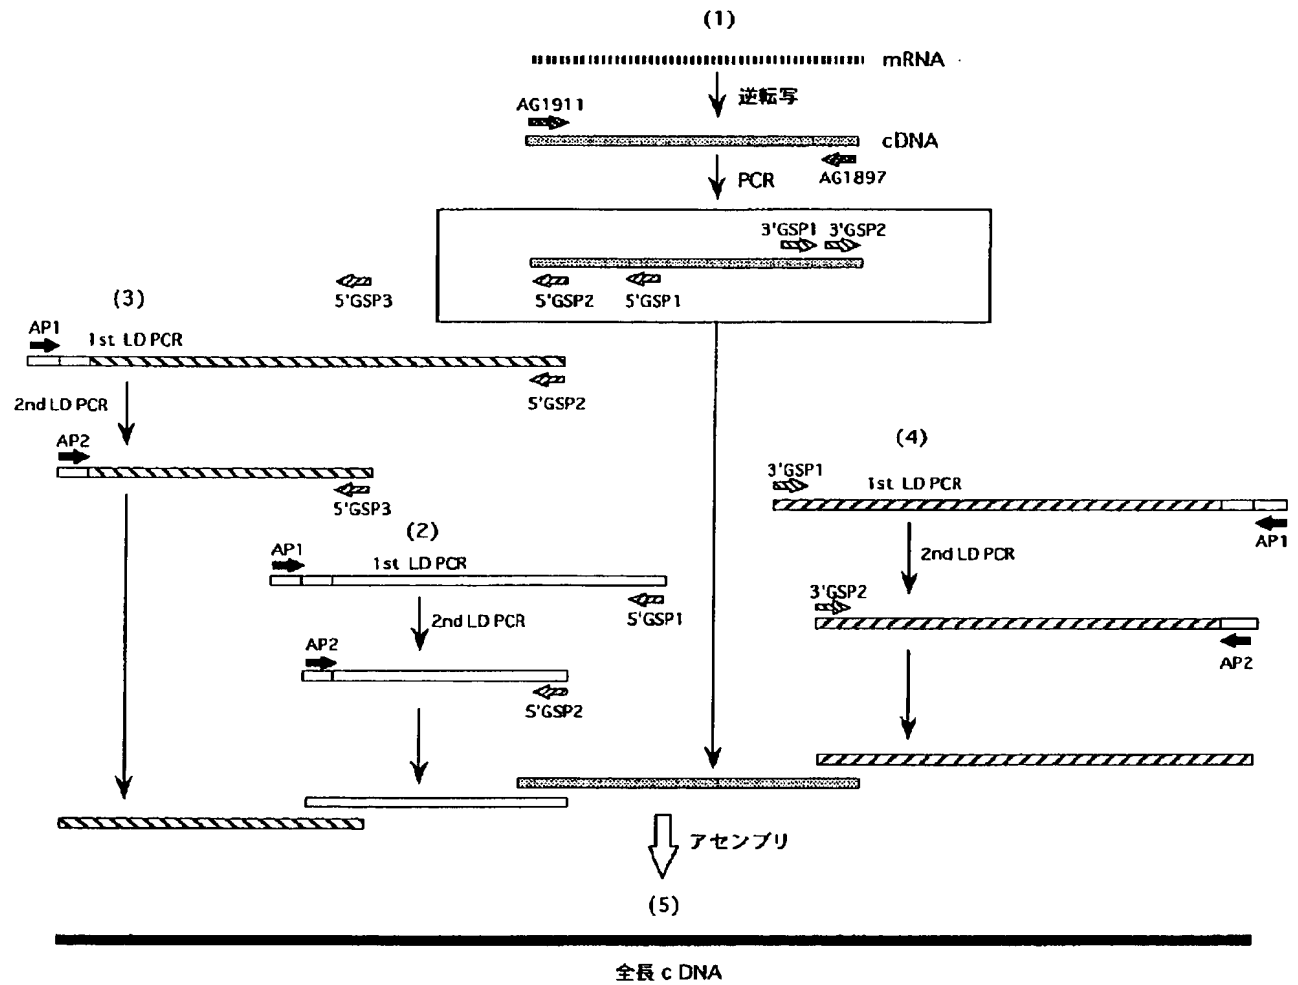 (1)
mRNA
逆転写
AG1911
cDNA
PCR
AG1897
3'GSP1
3'GSP2
5'GSP3
5'GSP2
5'GSP1
(3)
AP1
1st LD PCR
5'GSP2
2nd LD PCR
AP2
5'GSP3
(2)
AP1
1st LD PCR
5'GSP1
2nd LD PCR
AP2
5'GSP2
(4)
3'GSP1
1st LD PCR
AP1
2nd LD PCR
3'GSP2
AP2
アセンブリ
(5)
全長 c DNA